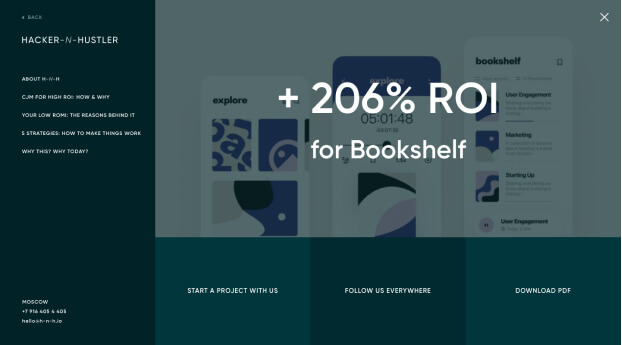 BACK
HACKER-N-HUSTLER
ABOUT H-N-H
CJM FOR HIGH ROI: HOW & WHY
YOUR LOW ROMI: THE REASONS BEHIND IT
5 STRATEGIES: HOW TO MAKE THINGS WORK
WHY THIS? WHY TODAY?
MOSCOW
+7 916 405 4 405
hello@h-n-h.io
+ 206% ROI
for Bookshelf
explore
explore
05:01:48
bookshelf
User Engagement
Marketing
Starting Up
User Engagement
START A PROJECT WITH US
FOLLOW US EVERYWHERE
DOWNLOAD PDF